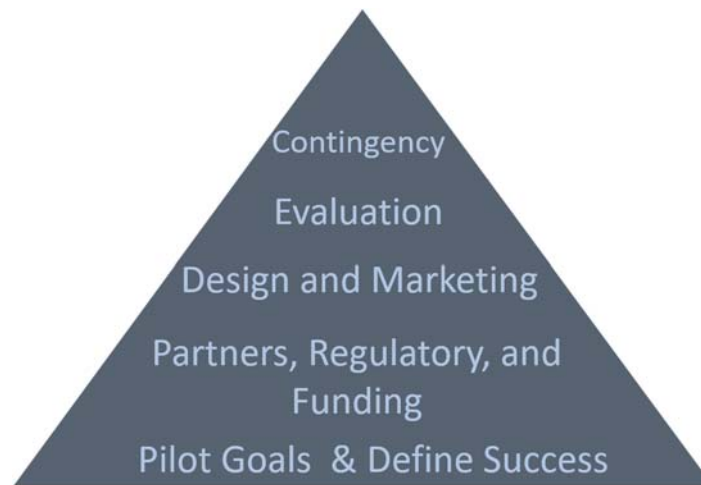 Contingency
Evaluation
Design and Marketing
Partners, Regulatory, and
Funding
Pilot Goals  & Define Success